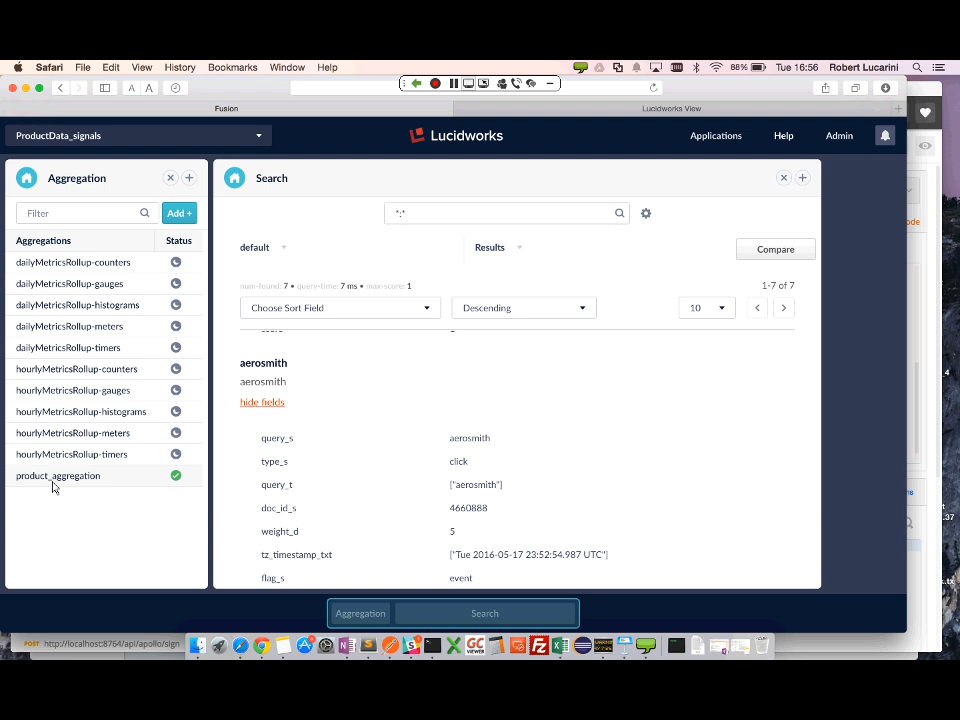 Safari File Edit View History Bookmarks Window Help 88% Tue 16:56 Robert Lucarini
A A
Fusion Lucidworks View
ProductData_signals Lucidworks Applications Help Admin
Aggregation Search
Filter Add + *:*
Aggregations Status
default Results Compare
dailyMetricsRollup-counters
dailyMetricsRollup-gauges
num-found: 7 • query-time: 7 ms • max-score: 1 1-7 of 7
dailyMetricsRollup-histograms Choose Sort Field Descending 10
dailyMetricsRollup-meters
dailyMetricsRollup-timers
hourlyMetricsRollup-counters
hourlyMetricsRollup-gauges
hourlyMetricsRollup-histograms
hourlyMetricsRollup-meters
hourlyMetricsRollup-timers
product_aggregation
aerosmith
aerosmith
hide fields
query_s aerosmith
type_s click
query_t ["aerosmith"]
doc_id_s 4660888
weight_d 5
tz_timestamp_txt ["Tue 2016-05-17 23:52:54.987 UTC"]
flag_s event
Aggregation Search
POST http://localhost:8764/api/apollo/sign
GC VIEWER